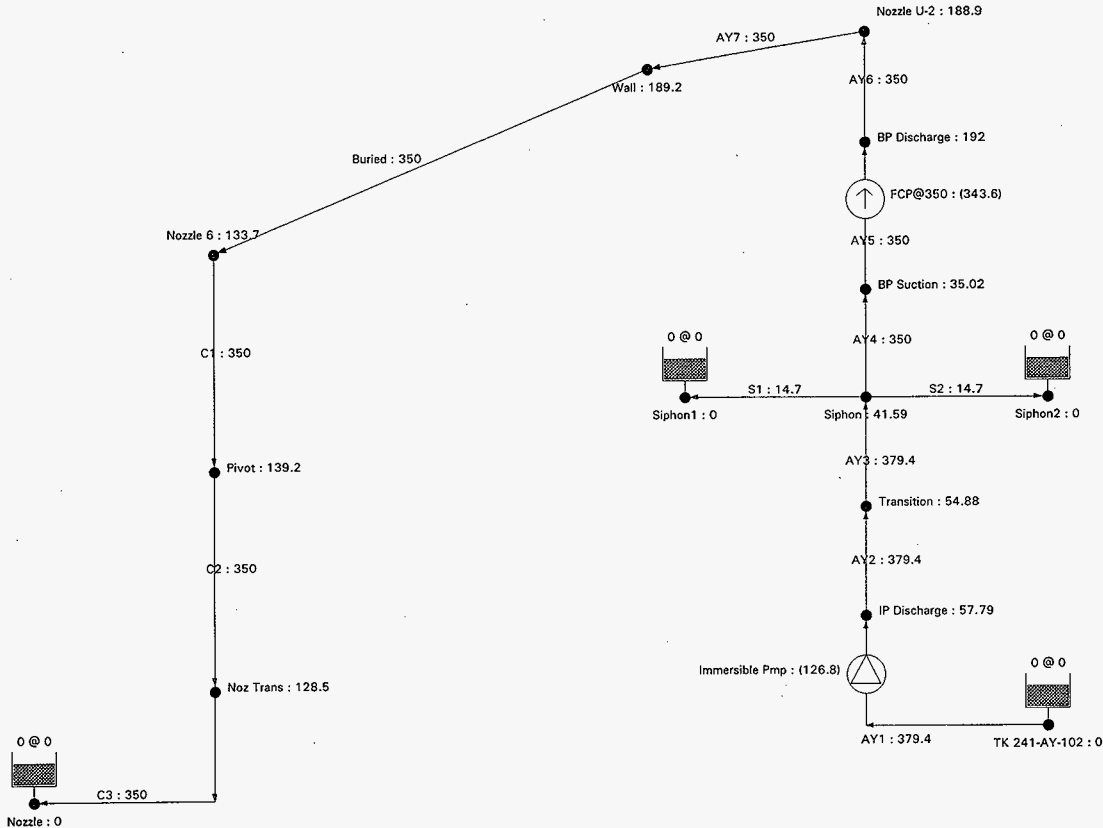 Nozzle U-2 : 188.9
AY7 : 350
Wall : 189.2
AY6 : 350
BP Discharge : 192
Buried : 350
FCP@350 : (343.6)
Nozzle 6 : 133.7
AY5 : 350
BP Suction : 35.02
0 @ 0
0 @ 0
C1 : 350
AY4 : 350
S1 : 14.7
S2 : 14.7
Siphon1 : 0
Siphon : 41.59
Siphon2 : 0
Pivot : 139.2
AY3 : 379.4
Transition : 54.88
C2 : 350
AY2 : 379.4
IP Discharge : 57.79
Immersible Pmp : (126.8)
0 @ 0
Noz Trans : 128.5
AY1 : 379.4
TK 241-AY-102 : 0
0 @ 0
C3 : 350
Nozzle : 0